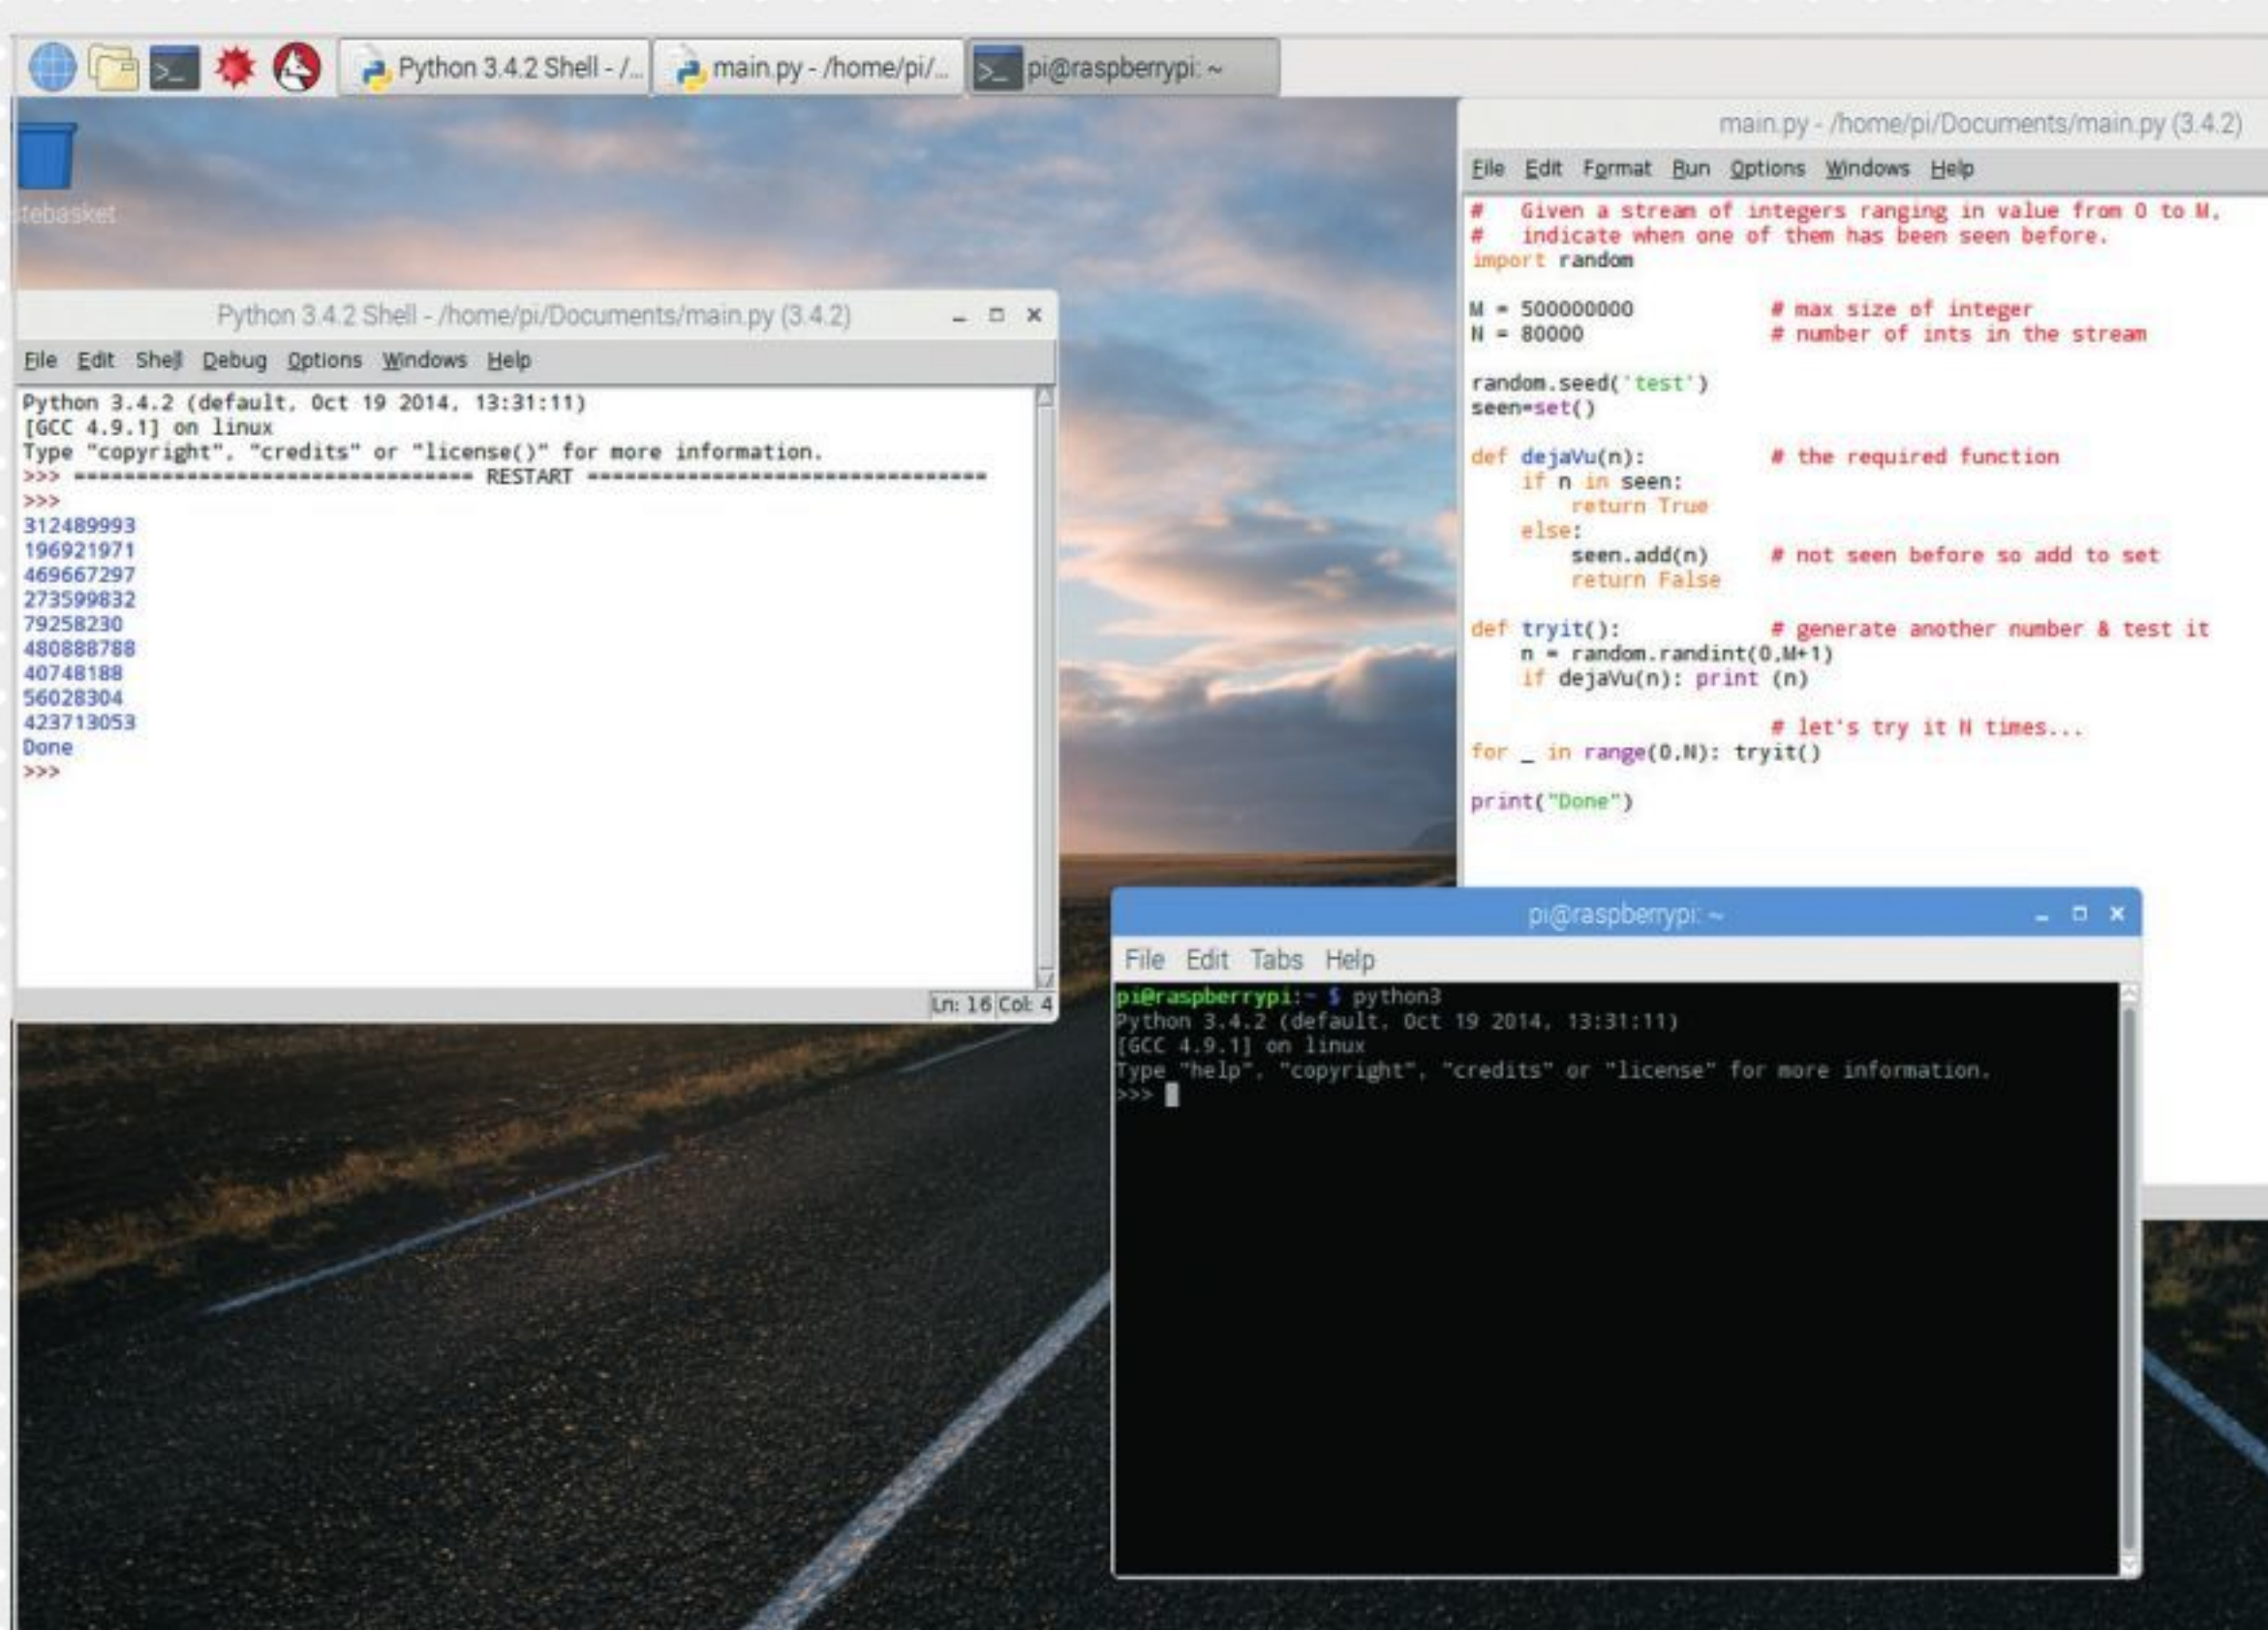 Python 3.4.2 Shell - /...
main.py - /home/pi/...
pi@raspberrypi: ~
stebasket
Python 3.4.2 Shell - /home/pi/Documents/main.py (3.4.2)
File Edit Shell Debug Options Windows Help
Python 3.4.2 (default, Oct 19 2014, 13:31:11)
[GCC 4.9.1] on linux
Type "copyright", "credits" or "license()" for more information.
>>> ================================ RESTART ================================
>>>
312489993
196921971
469667297
273599832
79258230
480888788
40748188
56028304
423713053
Done
>>>
Ln: 16 Col: 4
main.py - /home/pi/Documents/main.py (3.4.2)
File Edit Format Run Options Windows Help
#   Given a stream of integers ranging in value from 0 to M,
#   indicate when one of them has been seen before.
import random
M = 500000000           # max size of integer
N = 80000               # number of ints in the stream
random.seed('test')
seen=set()
def dejaVu(n):          # the required function
    if n in seen:
        return True
    else:
        seen.add(n)     # not seen before so add to set
        return False
def tryit():            # generate another number & test it
    n = random.randint(0,M+1)
    if dejaVu(n): print (n)
                        # let's try it N times...
for _ in range(0,N): tryit()
print("Done")
pi@raspberrypi: ~
File Edit Tabs Help
pi@raspberrypi:~ $ python3
Python 3.4.2 (default, Oct 19 2014, 13:31:11)
[GCC 4.9.1] on linux
Type "help", "copyright", "credits" or "license" for more information.
>>>